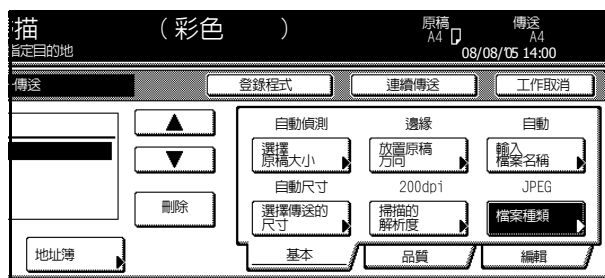 描 （彩色 ）
指定目的地
原稿 傳送
A4 A4
08/08/'05 14:00
傳送 登錄程式 連續傳送 工作取消
自動偵測 邊緣 自動
選擇 放置原稿 輸入
原稿大小 方向 檔案名稱
刪除
自動尺寸 200dpi JPEG
選擇傳送的 掃描的 檔案種類
尺寸 解析度
地址簿 基本 品質 編輯